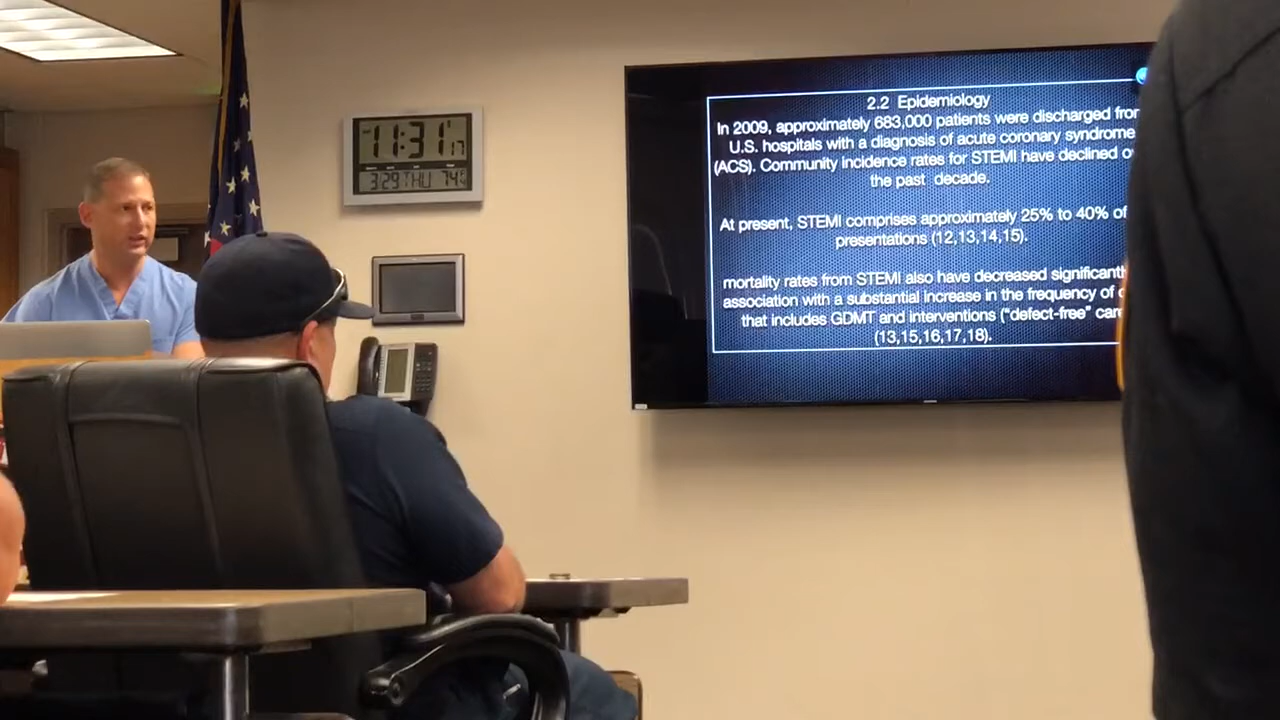 11:31 17
3/29 THU 74
2.2 Epidemiology
In 2009, approximately 683,000 patients were discharged from
U.S. hospitals with a diagnosis of acute coronary syndrome
(ACS). Community incidence rates for STEMI have declined
the past decade.
At present, STEMI comprises approximately 25% to 40% of
presentations (12,13,14,15).
mortality rates from STEMI also have decreased
association with a substantial increase in the frequency of
that includes GDMT and interventions ("defect-free" care
(13,15,16,17,18).